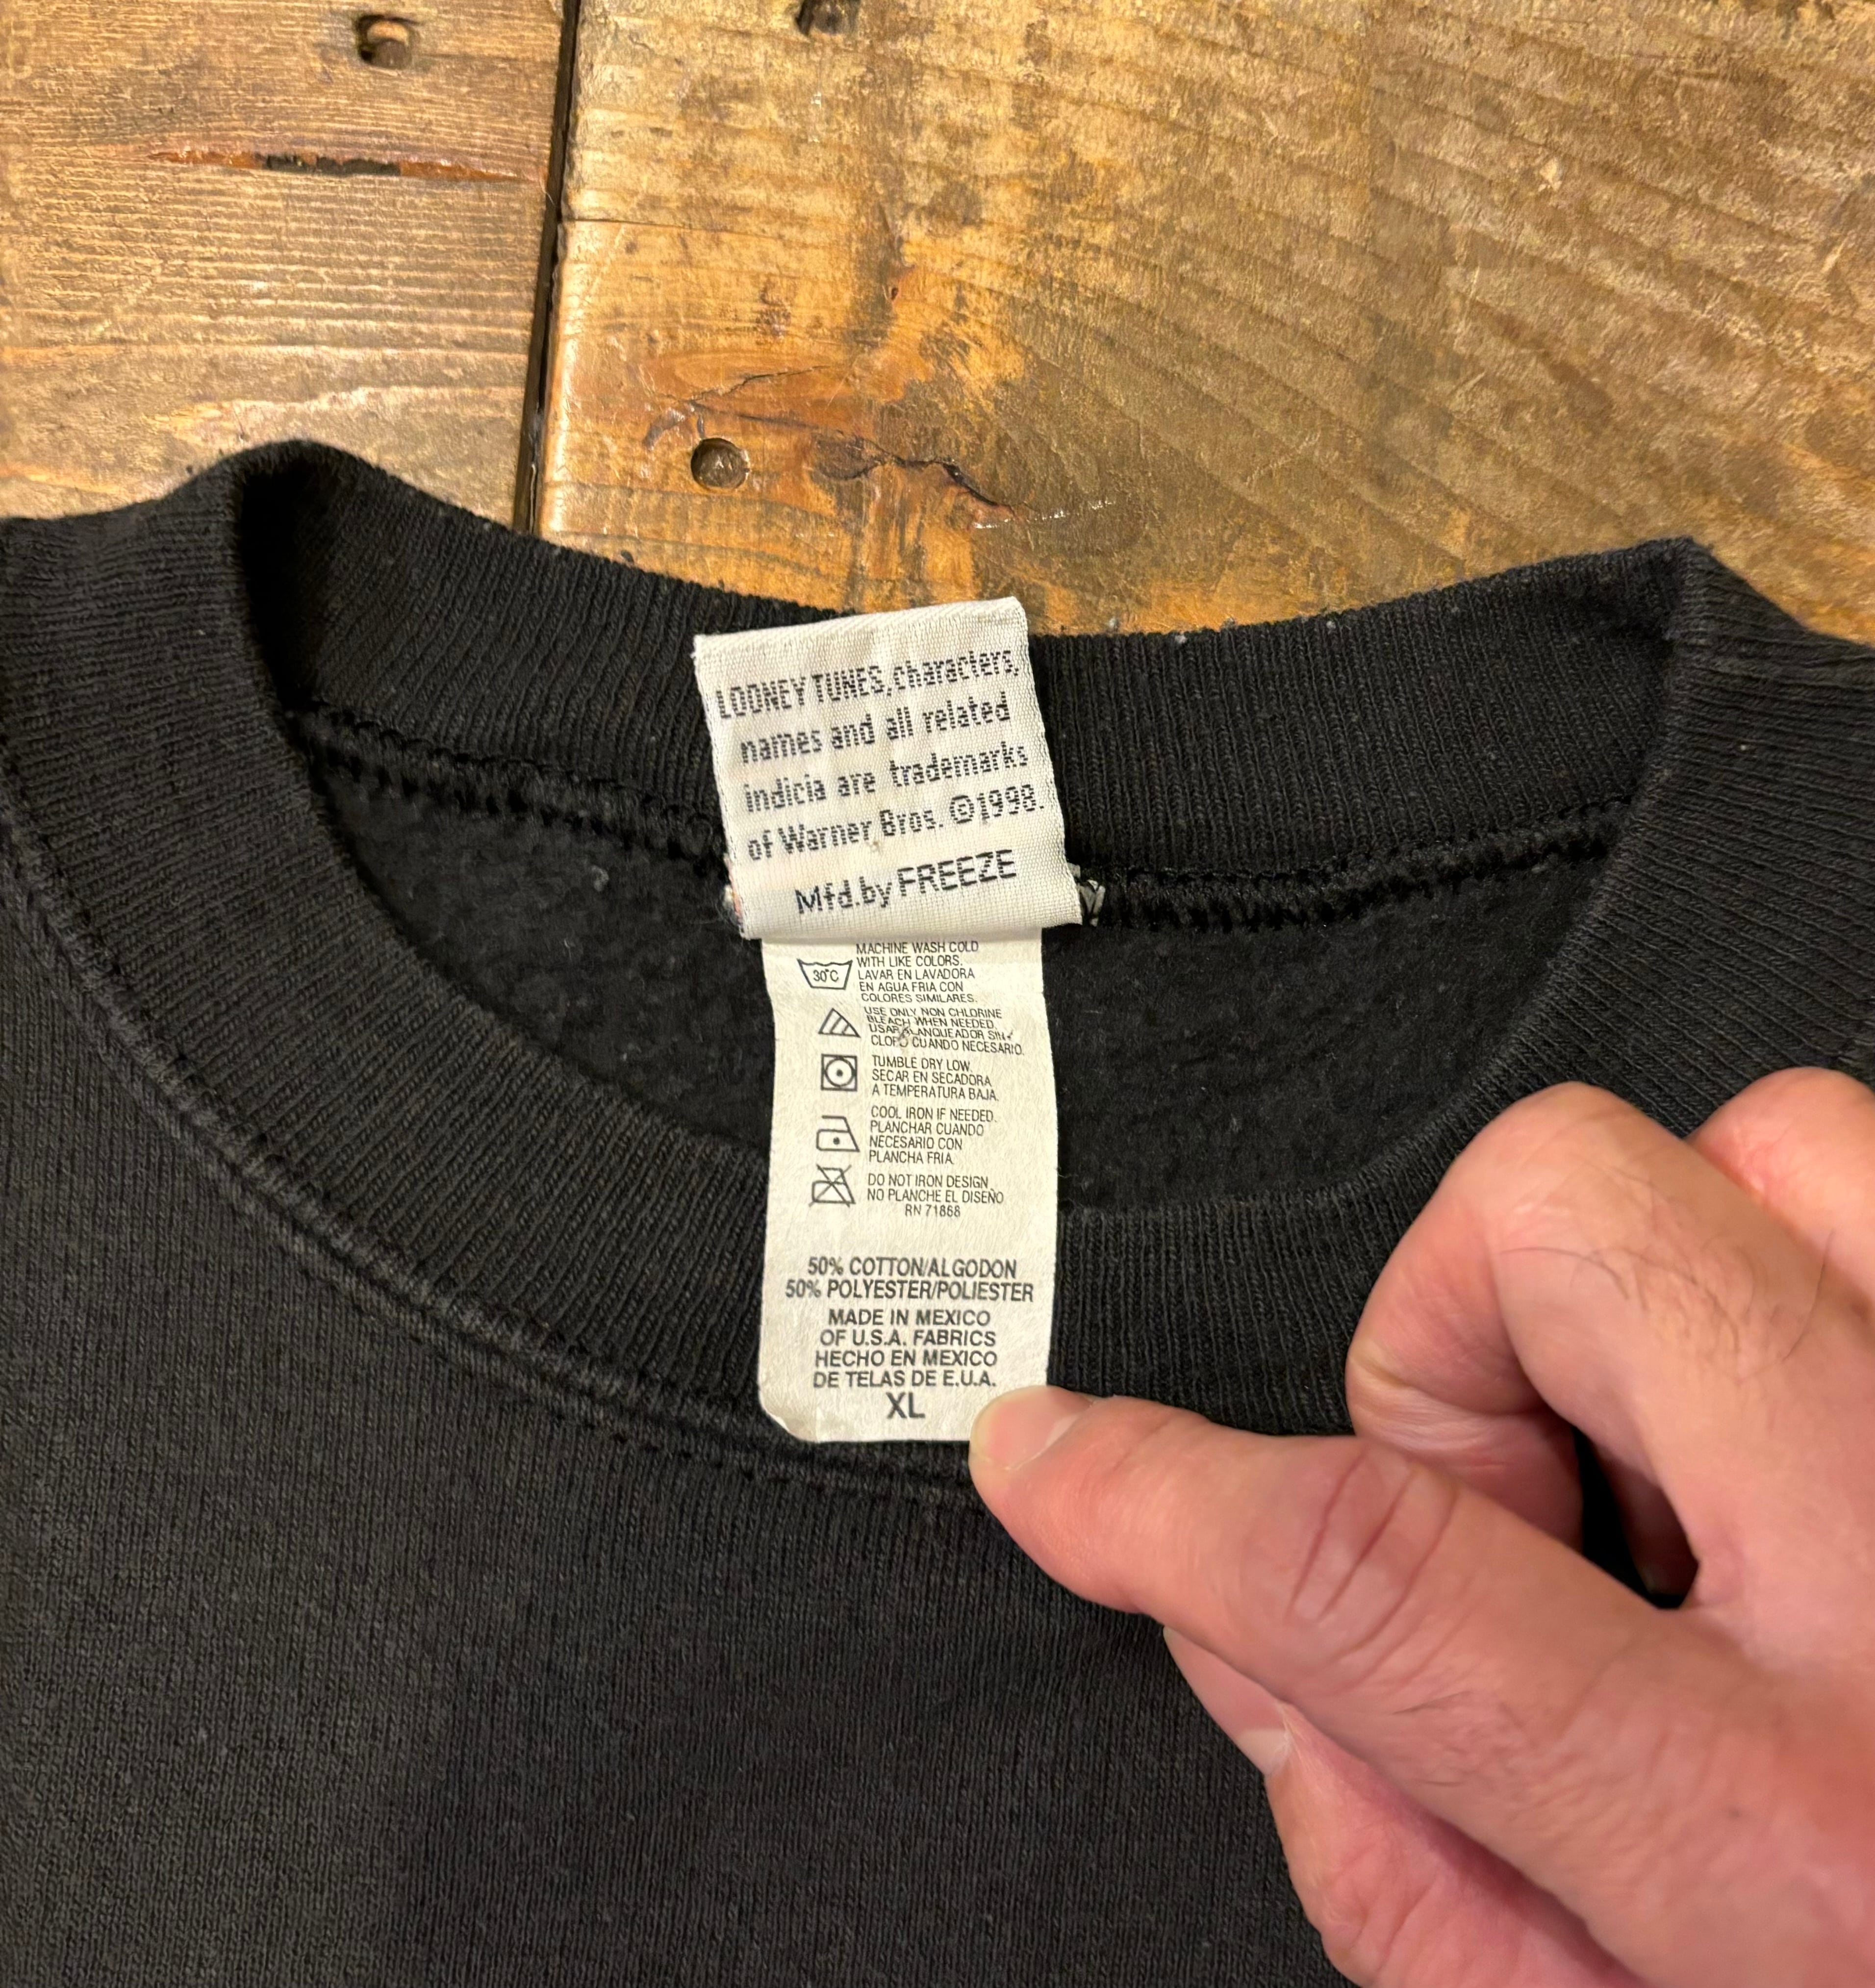 LOONEY TUNES, characters,
names and all related
indicia are trademarks
of Warner Bros. ©1998.
Mfd.by FREEZE
MACHINE WASH COLD
WITH LIKE COLORS.
30°C
LAVAR EN LAVADORA
EN AGUA FRIA CON
COLORES SIMILARES.
USE ONLY NON CHLORINE
BLEACH WHEN NEEDED.
USAR BLANQUEADOR SIN
CUANDO NECESARIO.
TUMBLE DRY LOW.
SECAR EN SECADORA
A TEMPERATURA BAJA.
COOL IRON IF NEEDED.
PLANCHAR CUANDO
NECESARIO CON
PLANCHA FRIA.
DO NOT IRON DESIGN
NO PLANCHE EL DISEÑO
RN 71868
50% COTTON/ALGODON
50% POLYESTER/POLIESTER
MADE IN MEXICO
OF U.S.A. FABRICS
HECHO EN MEXICO
DE TELAS DE E.U.A.
XL